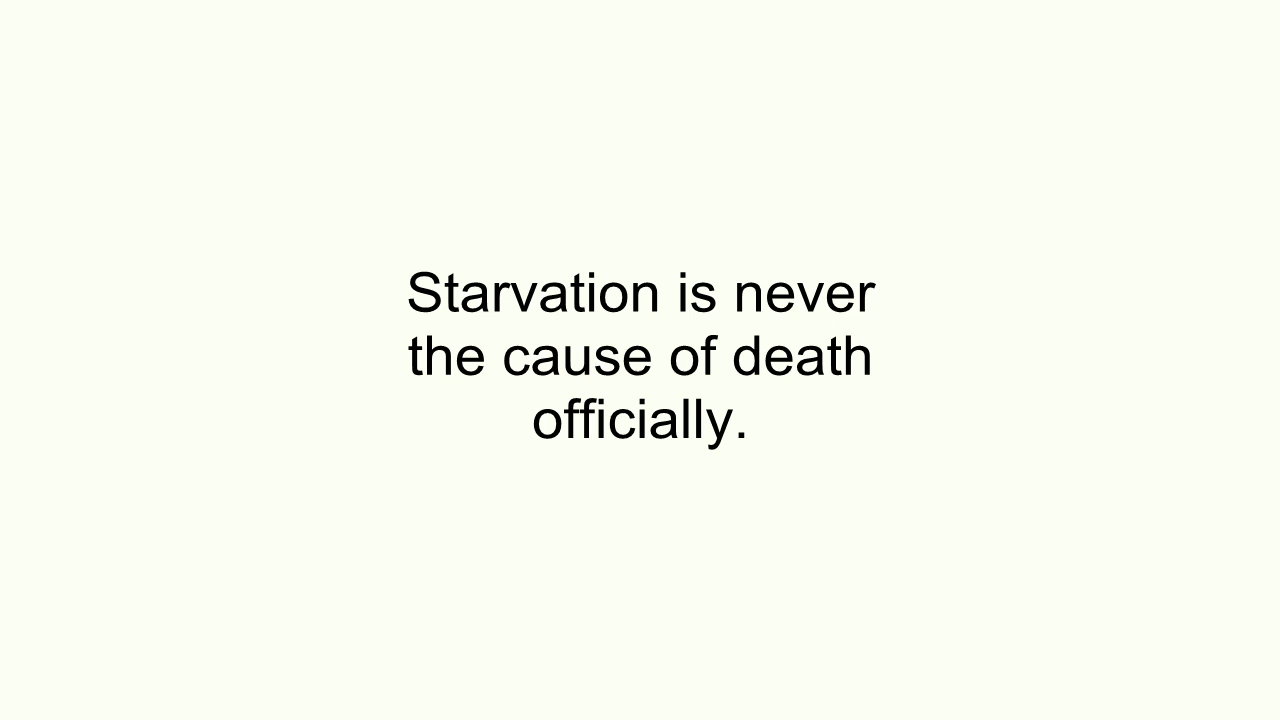 Starvation is never
the cause of death
officially.